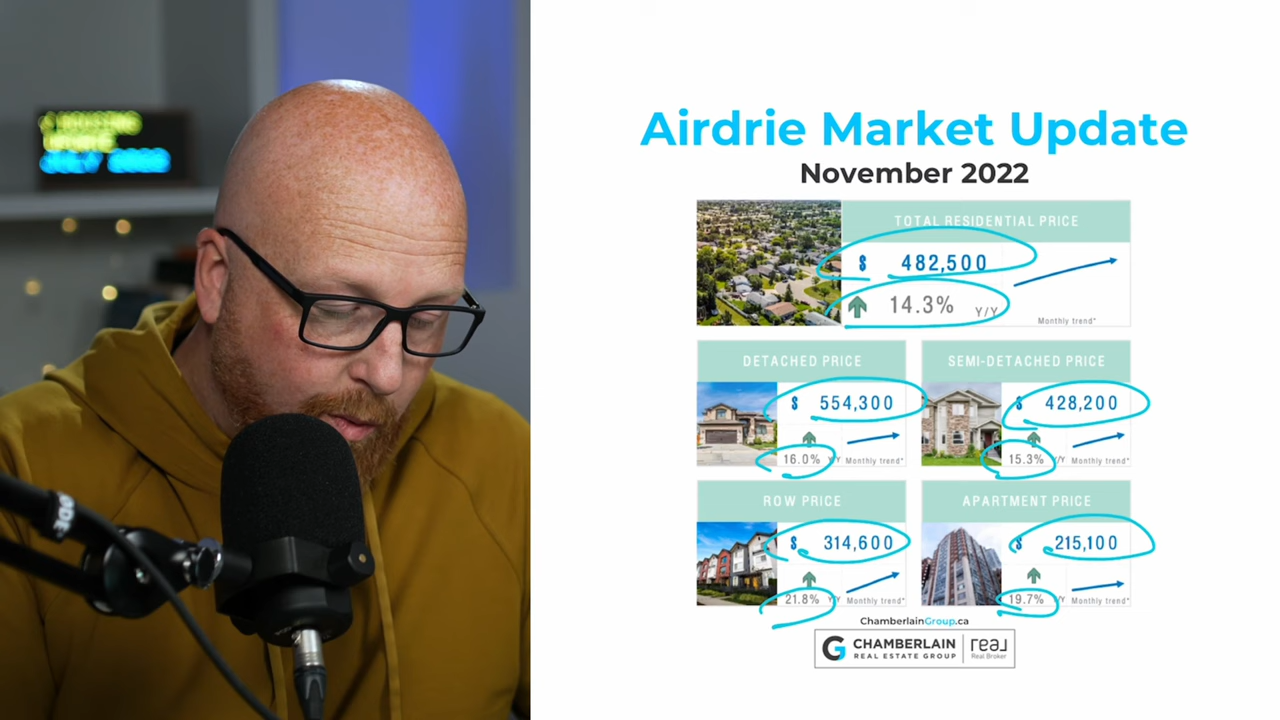 Airdrie Market Update
November 2022
TOTAL RESIDENTIAL PRICE
$ 482,500
14.3% Y/Y
Monthly trend*
DETACHED PRICE
$ 554,300
16.0% Y/Y Monthly trend*
SEMI-DETACHED PRICE
$ 428,200
15.3% Y/Y Monthly trend*
ROW PRICE
$ 314,600
21.8% Y/Y Monthly trend*
APARTMENT PRICE
$ 215,100
19.7% Y/Y Monthly trend*
ChamberlainGroup.ca
CHAMBERLAIN
REAL ESTATE GROUP
real
Real Broker